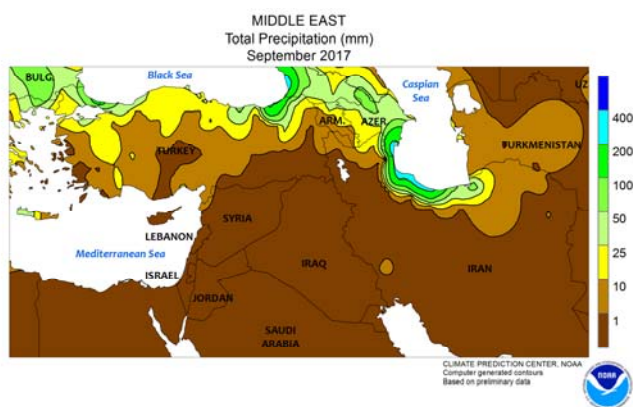 MIDDLE EAST
Total Precipitation (mm)
September 2017
BULG.
Black Sea
Caspian
Sea
UZ
ARM.
AZER.
TURKEY
TURKMENISTAN
SYRIA
LEBANON
Mediterranean Sea
IRAQ
IRAN
ISRAEL
JORDAN
SAUDI
ARABIA
400
200
100
50
25
10
1
CLIMATE PREDICTION CENTER, NOAA
Computer generated contours
Based on preliminary data
NOAA